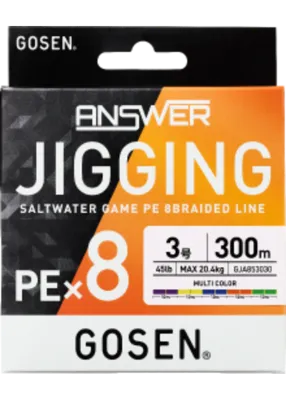 GOSEN®
ANSWER
JIGGING
SALTWATER GAME PE 8BRAIDED LINE
PE×8
3号 300m
45lb MAX 20.4kg GJA853030
MULTI COLOR
GOSEN®